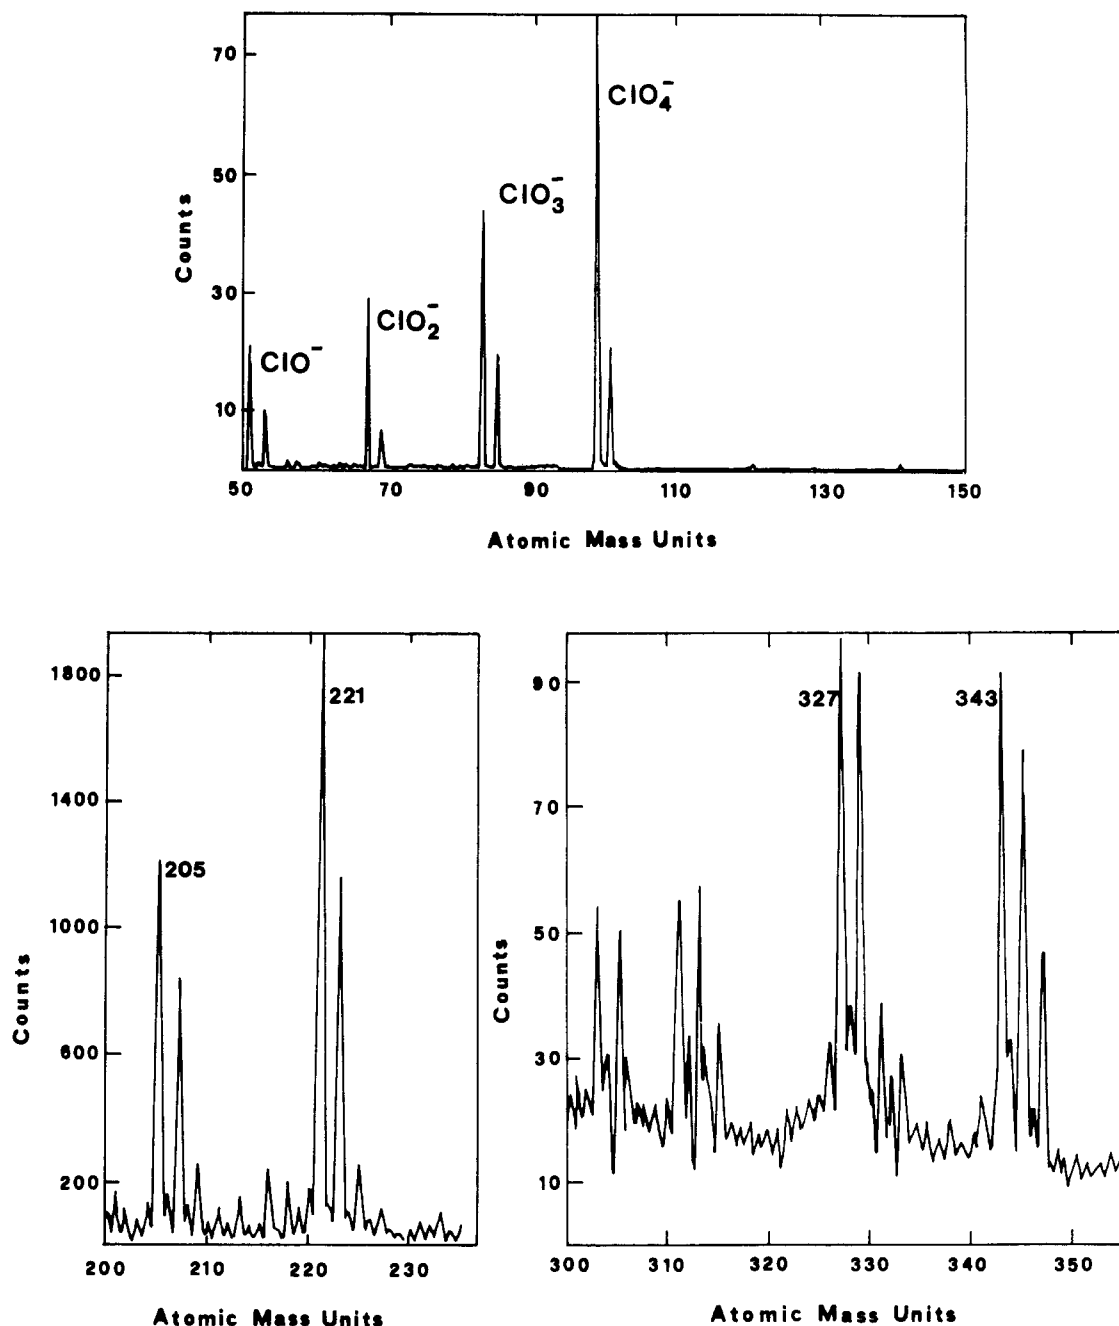 70
50
30
10
Counts
ClO⁻
ClO₂⁻
ClO₃⁻
ClO₄⁻
50 70 90 110 130 150
Atomic Mass Units
1800
1400
1000
600
200
Counts
205
221
200 210 220 230
Atomic Mass Units
90
70
50
30
10
Counts
327
343
300 310 320 330 340 350
Atomic Mass Units